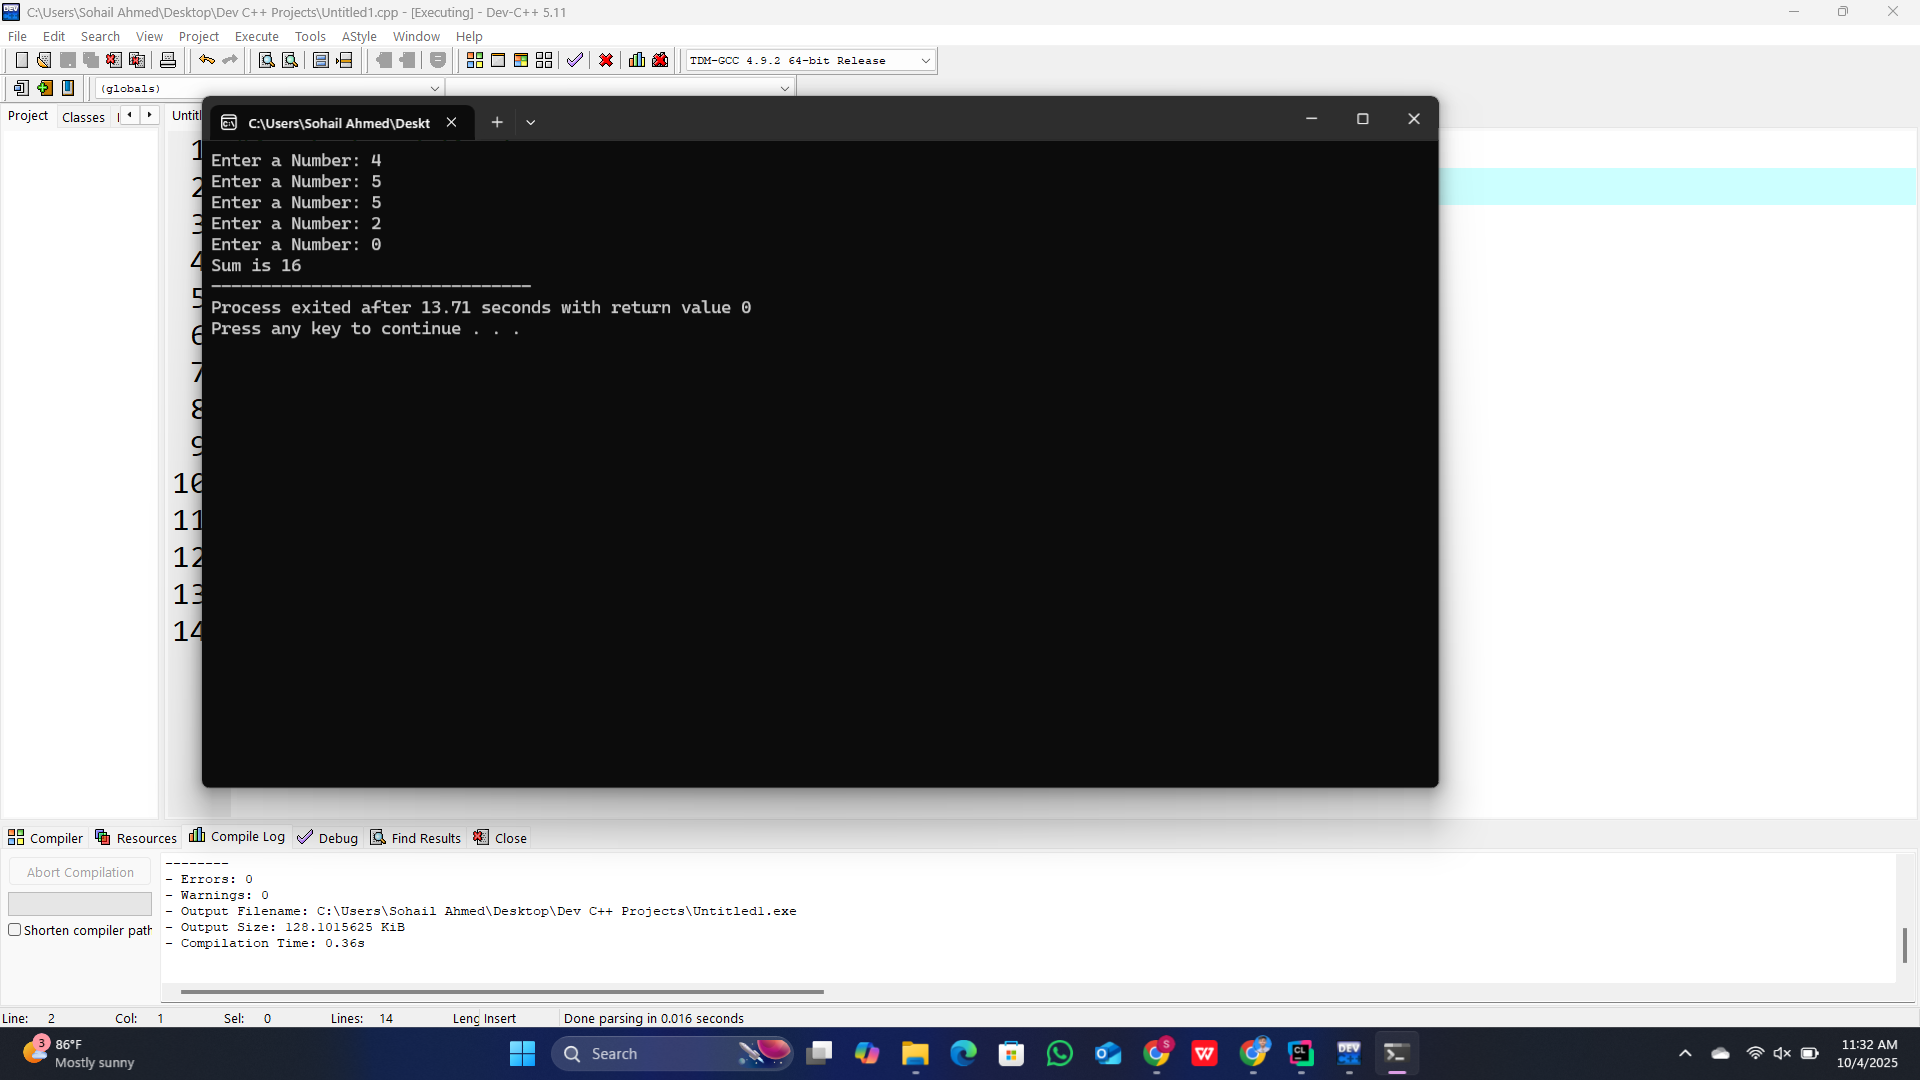 C:\Users\Sohail Ahmed\Desktop\Dev C++ Projects\Untitled1.cpp - [Executing] - Dev-C++ 5.11
File Edit Search View Project Execute Tools AStyle Window Help
TDM-GCC 4.9.2 64-bit Release
(globals)
Project Classes
C:\Users\Sohail Ahmed\Deskt
Enter a Number: 4
Enter a Number: 5
Enter a Number: 5
Enter a Number: 2
Enter a Number: 0
Sum is 16
--------------------------------
Process exited after 13.71 seconds with return value 0
Press any key to continue . . .
1
2
3
4
5
6
7
8
9
10
11
12
13
14
Compiler Resources Compile Log Debug Find Results Close
Abort Compilation
Shorten compiler path
--------
- Errors: 0
- Warnings: 0
- Output Filename: C:\Users\Sohail Ahmed\Desktop\Dev C++ Projects\Untitled1.exe
- Output Size: 128.1015625 KiB
- Compilation Time: 0.36s
Line: 2 Col: 1 Sel: 0 Lines: 14 Leng Insert Done parsing in 0.016 seconds
3
86°F
Mostly sunny
Search
11:32 AM
10/4/2025